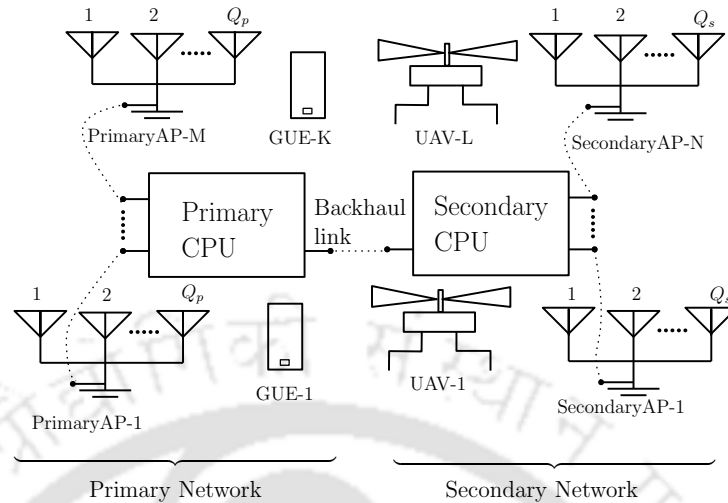 1 2 Q_p
PrimaryAP-M
GUE-K
UAV-L
1 2 Q_s
SecondaryAP-N
Primary
CPU
Backhaul
link
Secondary
CPU
1 2 Q_p
PrimaryAP-1
GUE-1
UAV-1
1 2 Q_s
SecondaryAP-1
Primary Network
Secondary Network